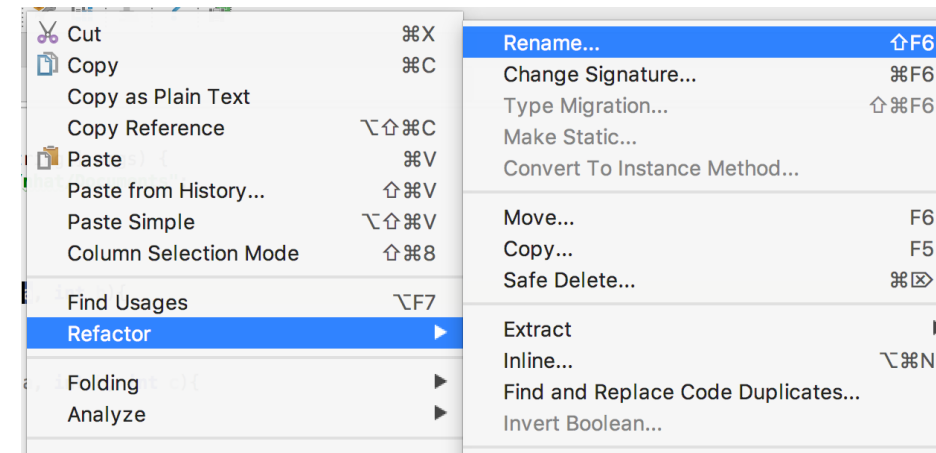 Cut ⌘X
Copy ⌘C
Copy as Plain Text
Copy Reference ⌥⇧⌘C
Paste ⌘V
Paste from History... ⇧⌘V
Paste Simple ⌥⇧⌘V
Column Selection Mode ⇧⌘8
Find Usages ⌥F7
Refactor
Folding
Analyze
Rename... ⇧F6
Change Signature... ⌘F6
Type Migration... ⇧⌘F6
Make Static...
Convert To Instance Method...
Move... F6
Copy... F5
Safe Delete... ⌘⌦
Extract
Inline... ⌥⌘N
Find and Replace Code Duplicates...
Invert Boolean...